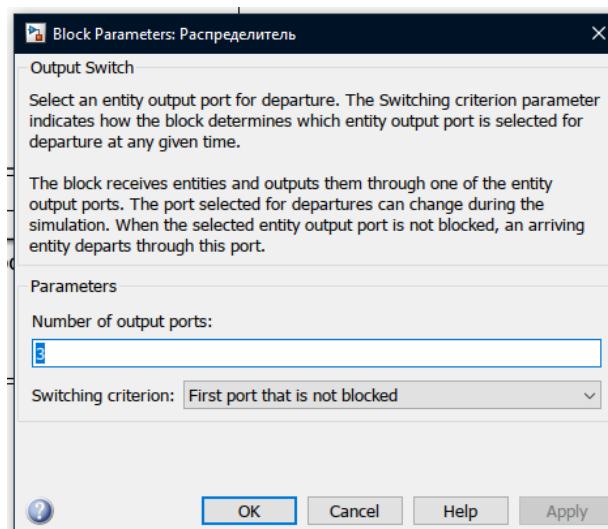 Block Parameters: Распределитель
Output Switch
Select an entity output port for departure. The Switching criterion parameter
indicates how the block determines which entity output port is selected for
departure at any given time.
The block receives entities and outputs them through one of the entity
output ports. The port selected for departures can change during the
simulation. When the selected entity output port is not blocked, an arriving
entity departs through this port.
Parameters
Number of output ports:
3
Switching criterion: First port that is not blocked
OK Cancel Help Apply